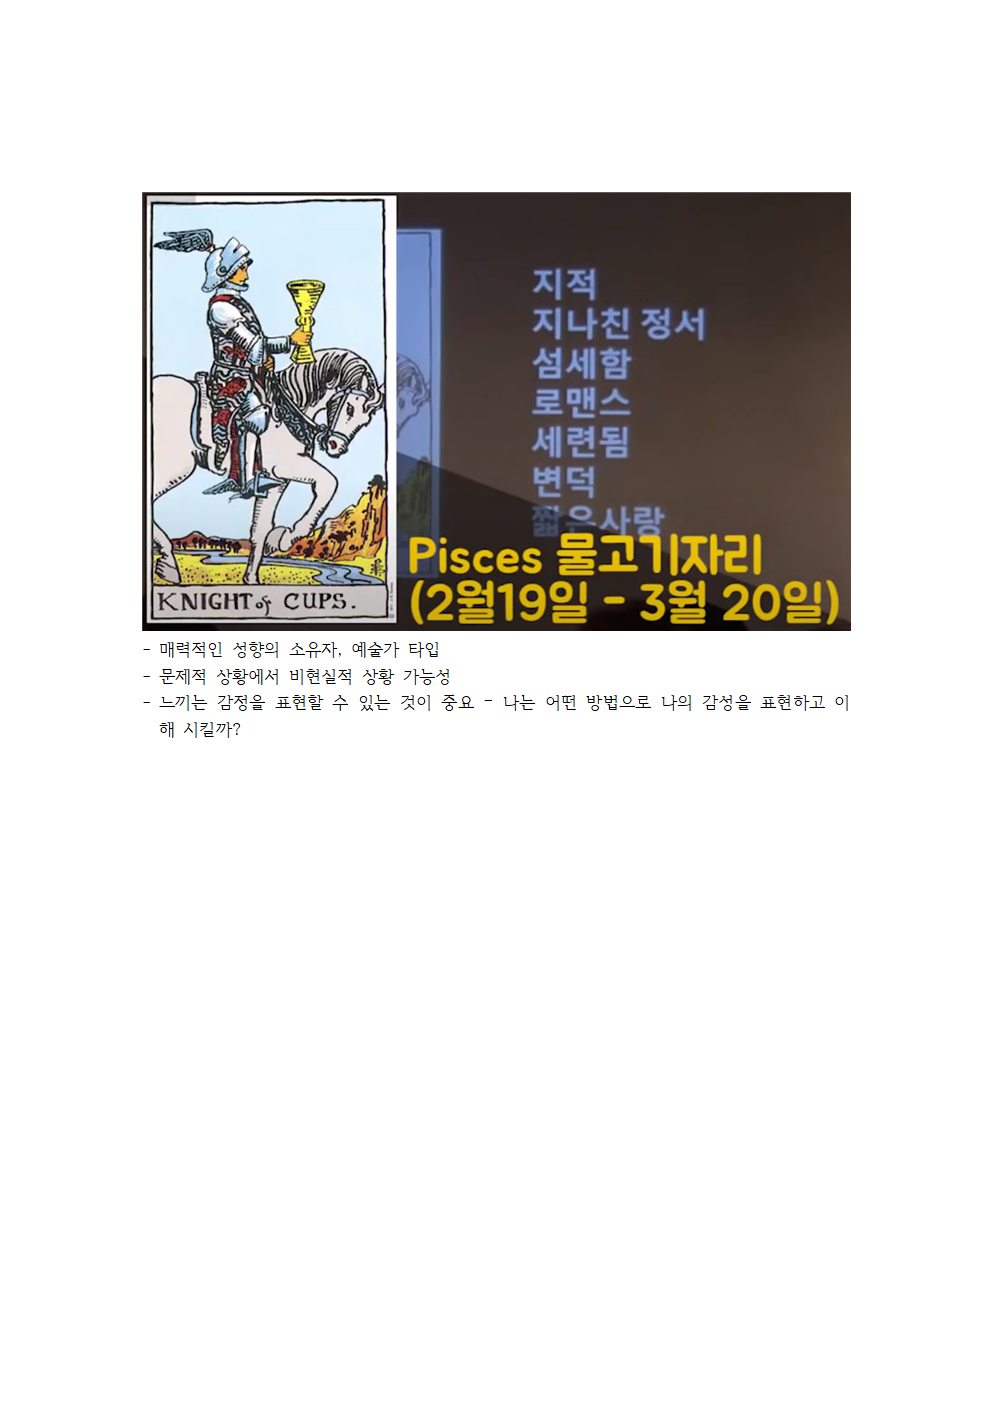 KNIGHT of CUPS.
지적
지나친 정서
섬세함
로맨스
세련됨
변덕
짧은사랑
Pisces 물고기자리
(2월19일 - 3월 20일)
- 매력적인 성향의 소유자, 예술가 타입
- 문제적 상황에서 비현실적 상황 가능성
- 느끼는 감정을 표현할 수 있는 것이 중요 - 나는 어떤 방법으로 나의 감성을 표현하고 이
해 시킬까?